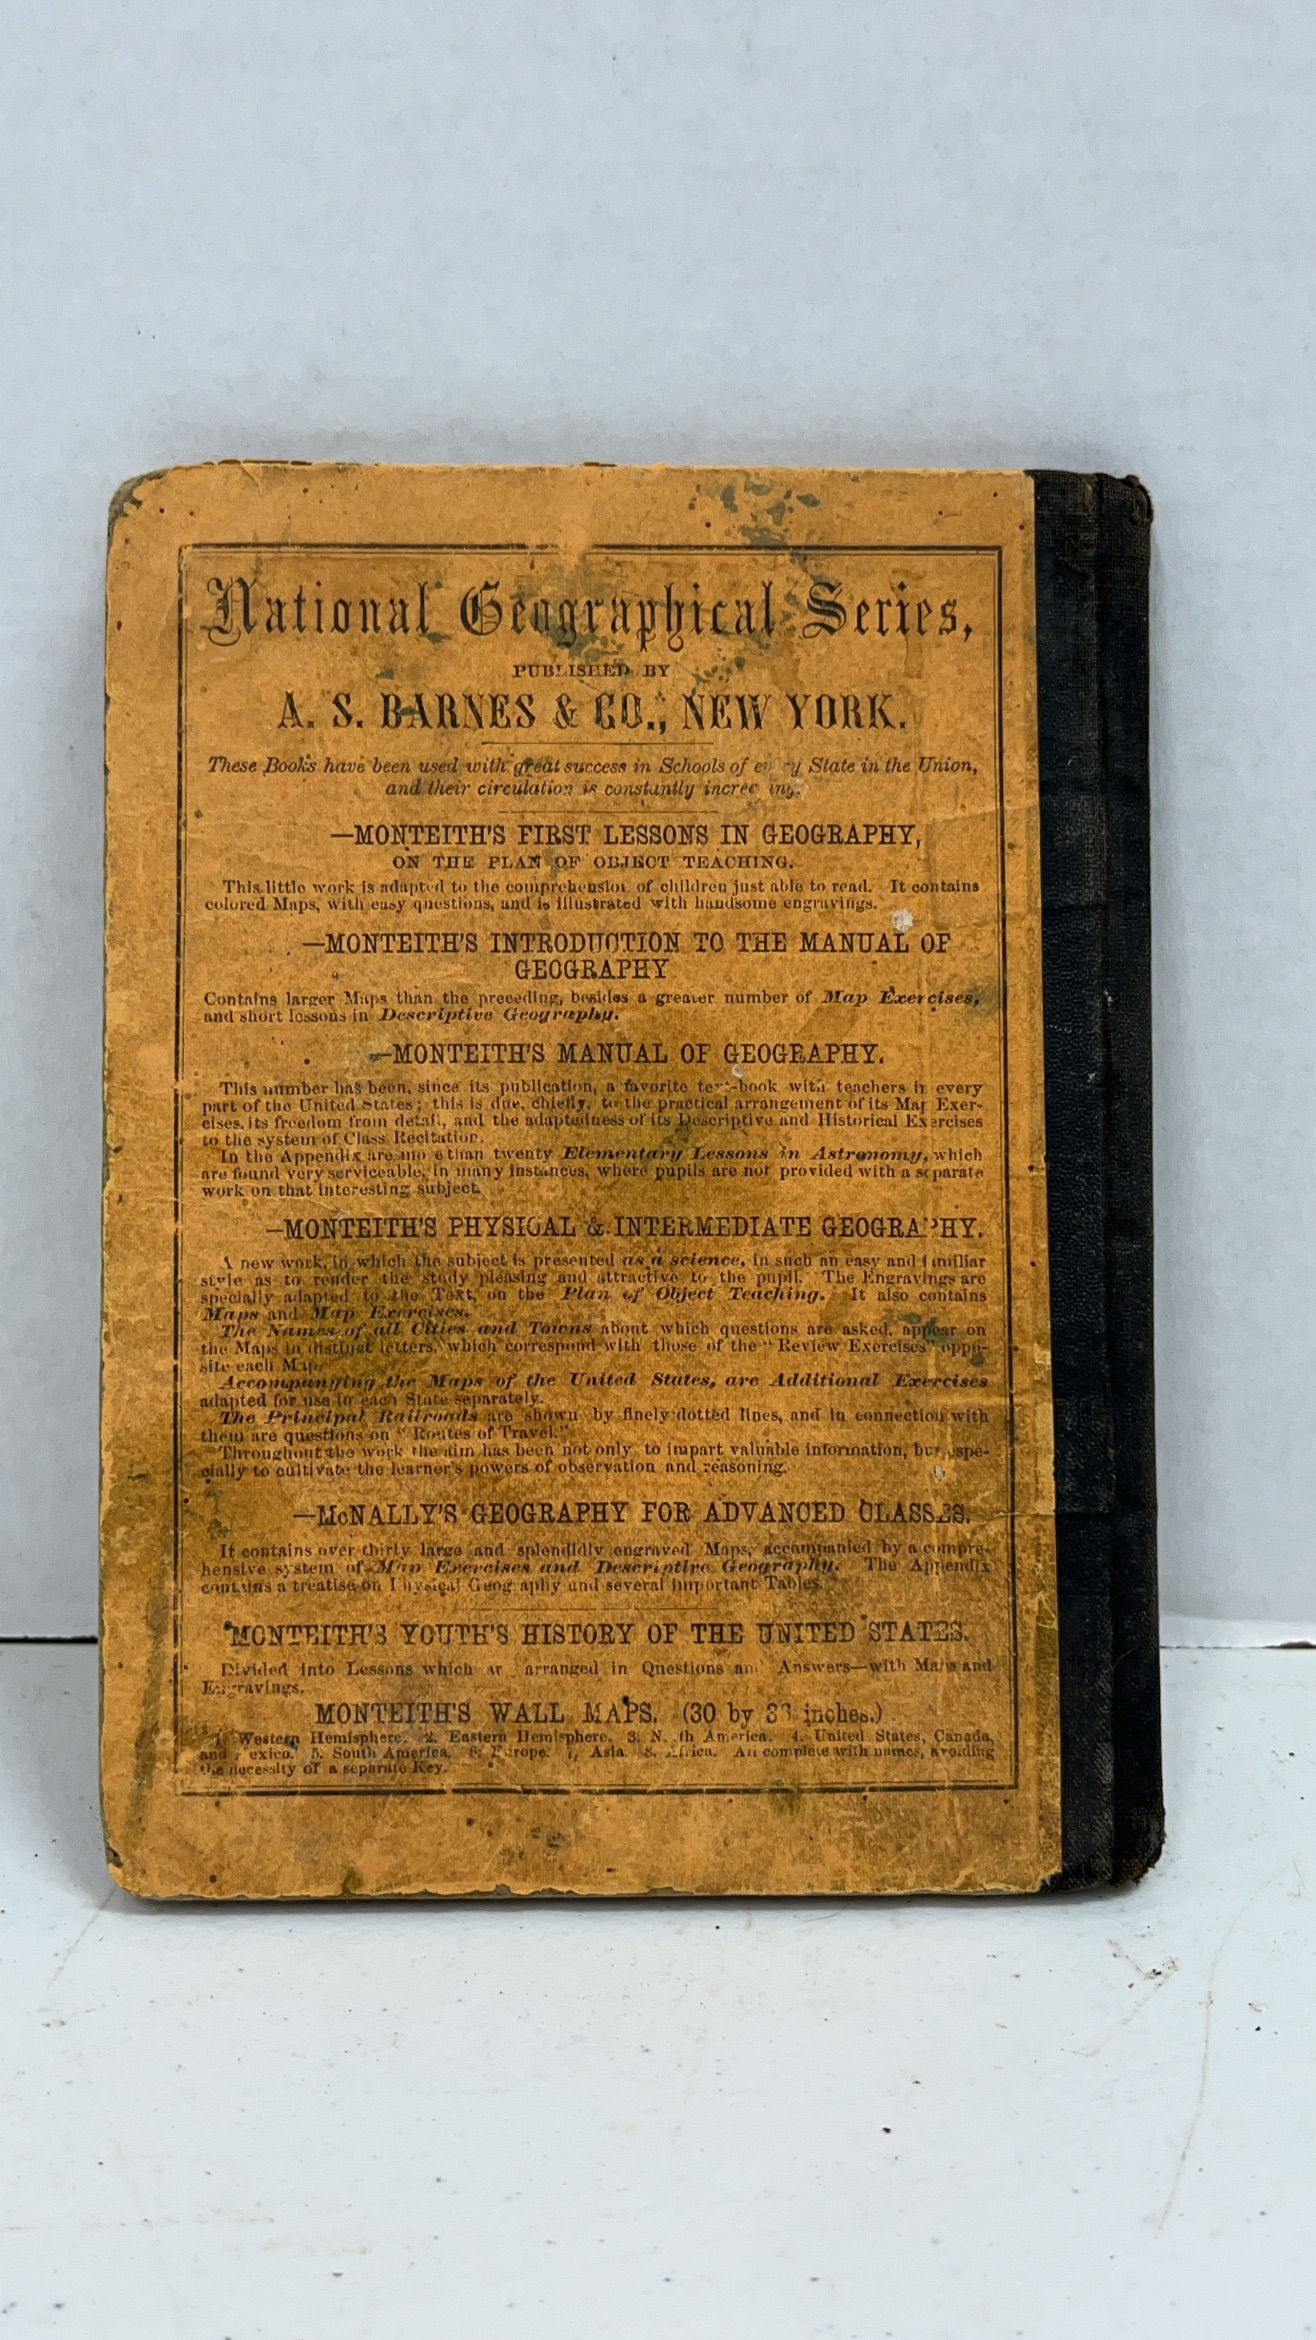 National Geographical Series,
PUBLISHED BY
A. S. BARNES & CO., NEW YORK.
These Books have been used with great success in Schools of every State in the Union,
and their circulation is constantly increasing.
—MONTEITH'S FIRST LESSONS IN GEOGRAPHY,
ON THE PLAN OF OBJECT TEACHING.
This little work is adapted to the comprehension of children just able to read. It contains
colored Maps, with easy questions, and is illustrated with handsome engravings.
—MONTEITH'S INTRODUCTION TO THE MANUAL OF
GEOGRAPHY
Contains larger Maps than the preceding, besides a greater number of Map Exercises,
and short lessons in Descriptive Geography.
—MONTEITH'S MANUAL OF GEOGRAPHY.
This number has been, since its publication, a favorite text-book with teachers in every
part of the United States; this is due, chiefly, to the practical arrangement of its Map Exer-
cises, its freedom from detail, and the adaptedness of its Descriptive and Historical Exercises
to the system of Class Recitation.
In the Appendix are more than twenty Elementary Lessons in Astronomy, which
are found very serviceable, in many instances, where pupils are not provided with a separate
work on that interesting subject.
—MONTEITH'S PHYSICAL & INTERMEDIATE GEOGRAPHY.
A new work, in which the subject is presented as a science, in such an easy and familiar
style as to render the study pleasing and attractive to the pupil. The Engravings are
specially adapted to the Text, on the Plan of Object Teaching. It also contains
Maps and Map Exercises.
The Names of all Cities and Towns about which questions are asked, appear on
the Maps in distinct letters, which correspond with those of the "Review Exercises" oppo-
site each Map.
Accompanying the Maps of the United States, are Additional Exercises
adapted for use in each State separately.
The Principal Railroads are shown by finely dotted lines, and in connection with
them are questions on "Routes of Travel."
Throughout the work the aim has been not only to impart valuable information, but espe-
cially to cultivate the learner's powers of observation and reasoning.
—McNALLY'S GEOGRAPHY FOR ADVANCED CLASSES.
It contains over thirty large and splendidly engraved Maps, accompanied by a compre-
hensive system of Map Exercises and Descriptive Geography. The Appendix
contains a treatise on Physical Geography and several important Tables.
MONTEITH'S YOUTH'S HISTORY OF THE UNITED STATES.
Divided into Lessons which are arranged in Questions and Answers—with Maps and
Engravings.
MONTEITH'S WALL MAPS. (30 by inches.)
1. Western Hemisphere. 2. Eastern Hemisphere. 3. North America. 4. United States, Canada,
and Mexico. 5. South America. 6. Europe. 7. Asia. 8. Africa. All complete with names, avoiding
the necessity of a separate Key.